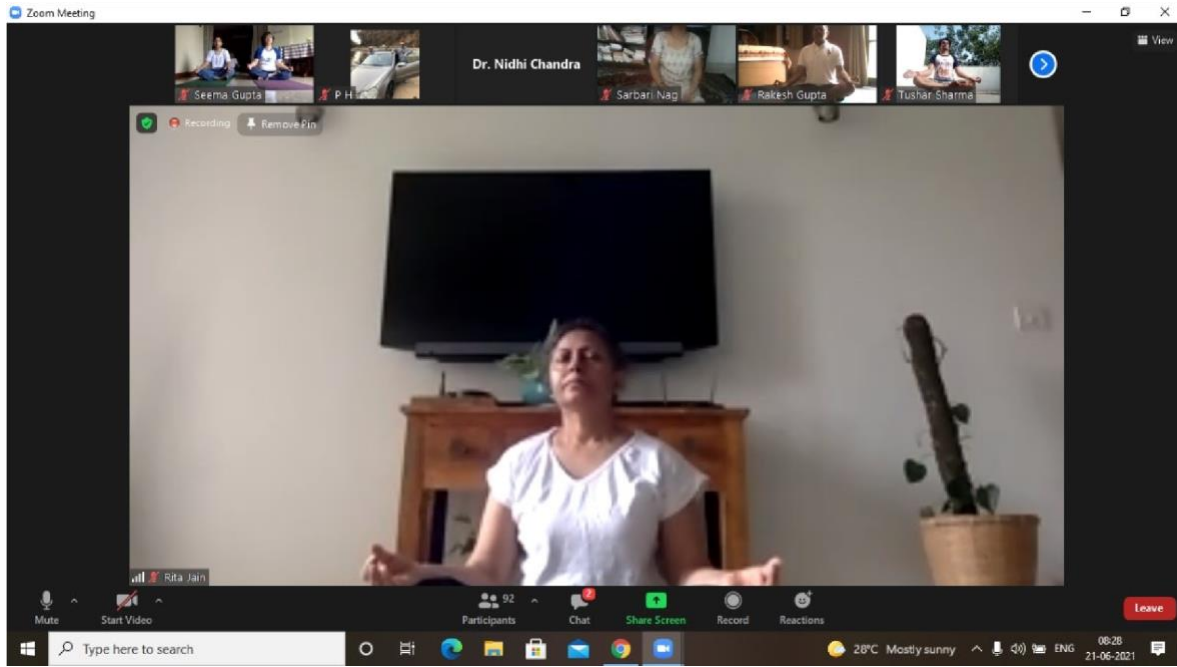 Zoom Meeting
View
Seema Gupta
P H
Dr. Nidhi Chandra
Sarbari Nag
Rakesh Gupta
Tushar Sharma
Recording
Remove Pin
Rita Jain
Mute
Start Video
92
Participants
2
Chat
Share Screen
Record
Reactions
Leave
Type here to search
28°C Mostly sunny
ENG
08:28
21-06-2021